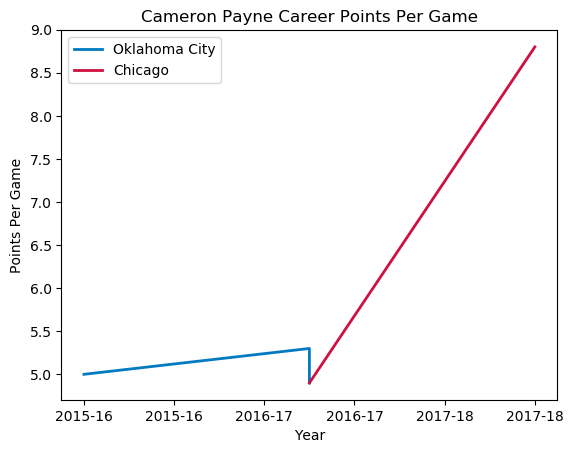 Cameron Payne Career Points Per Game
Oklahoma City
Chicago
Points Per Game
9.0
8.5
8.0
7.5
7.0
6.5
6.0
5.5
5.0
2015-16 2015-16 2016-17 2016-17 2017-18 2017-18
Year